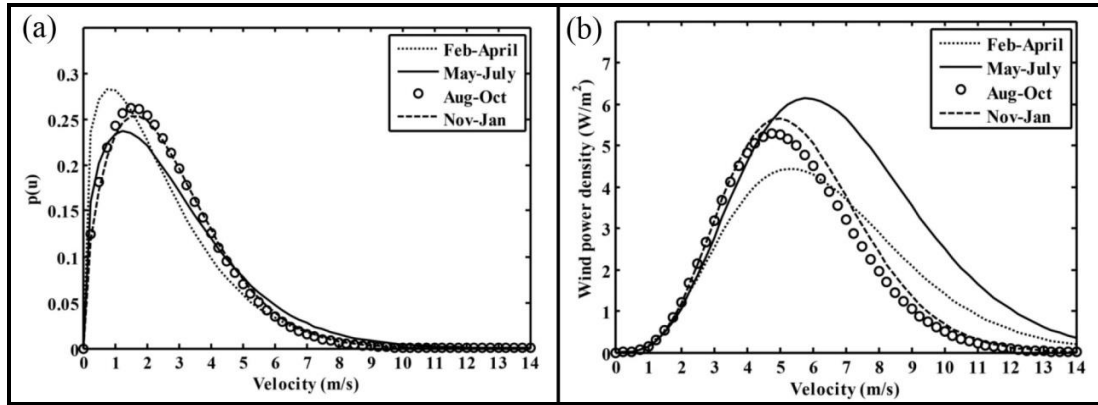 (a)
Feb-April
May-July
Aug-Oct
Nov-Jan
p(u)
0.3
0.25
0.2
0.15
0.1
0.05
0
0 1 2 3 4 5 6 7 8 9 10 11 12 13 14
Velocity (m/s)
(b)
Feb-April
May-July
Aug-Oct
Nov-Jan
Wind power density (W/m²)
7
6
5
4
3
2
1
0
0 1 2 3 4 5 6 7 8 9 10 11 12 13 14
Velocity (m/s)